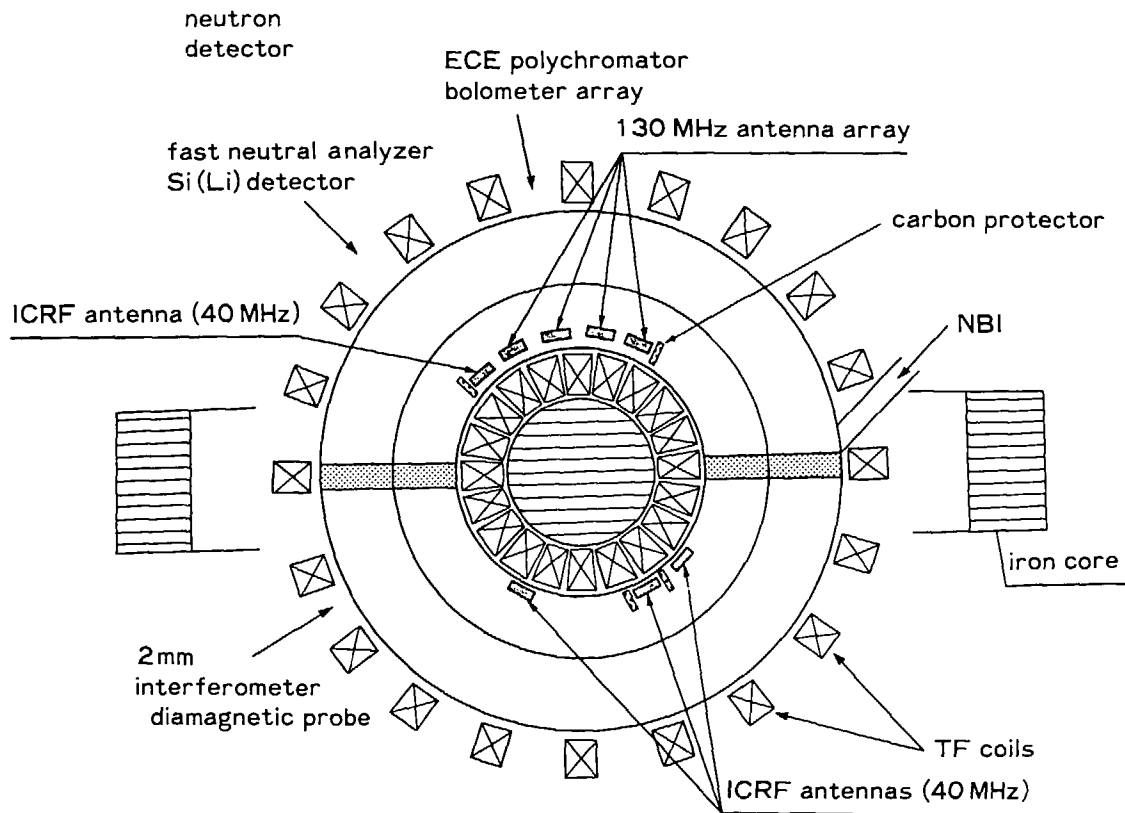 neutron
detector
ECE polychromator
bolometer array
130 MHz antenna array
fast neutral analyzer
Si (Li) detector
carbon protector
ICRF antenna (40 MHz)
NBI
iron core
2mm
interferometer
diamagnetic probe
TF coils
ICRF antennas (40 MHz)